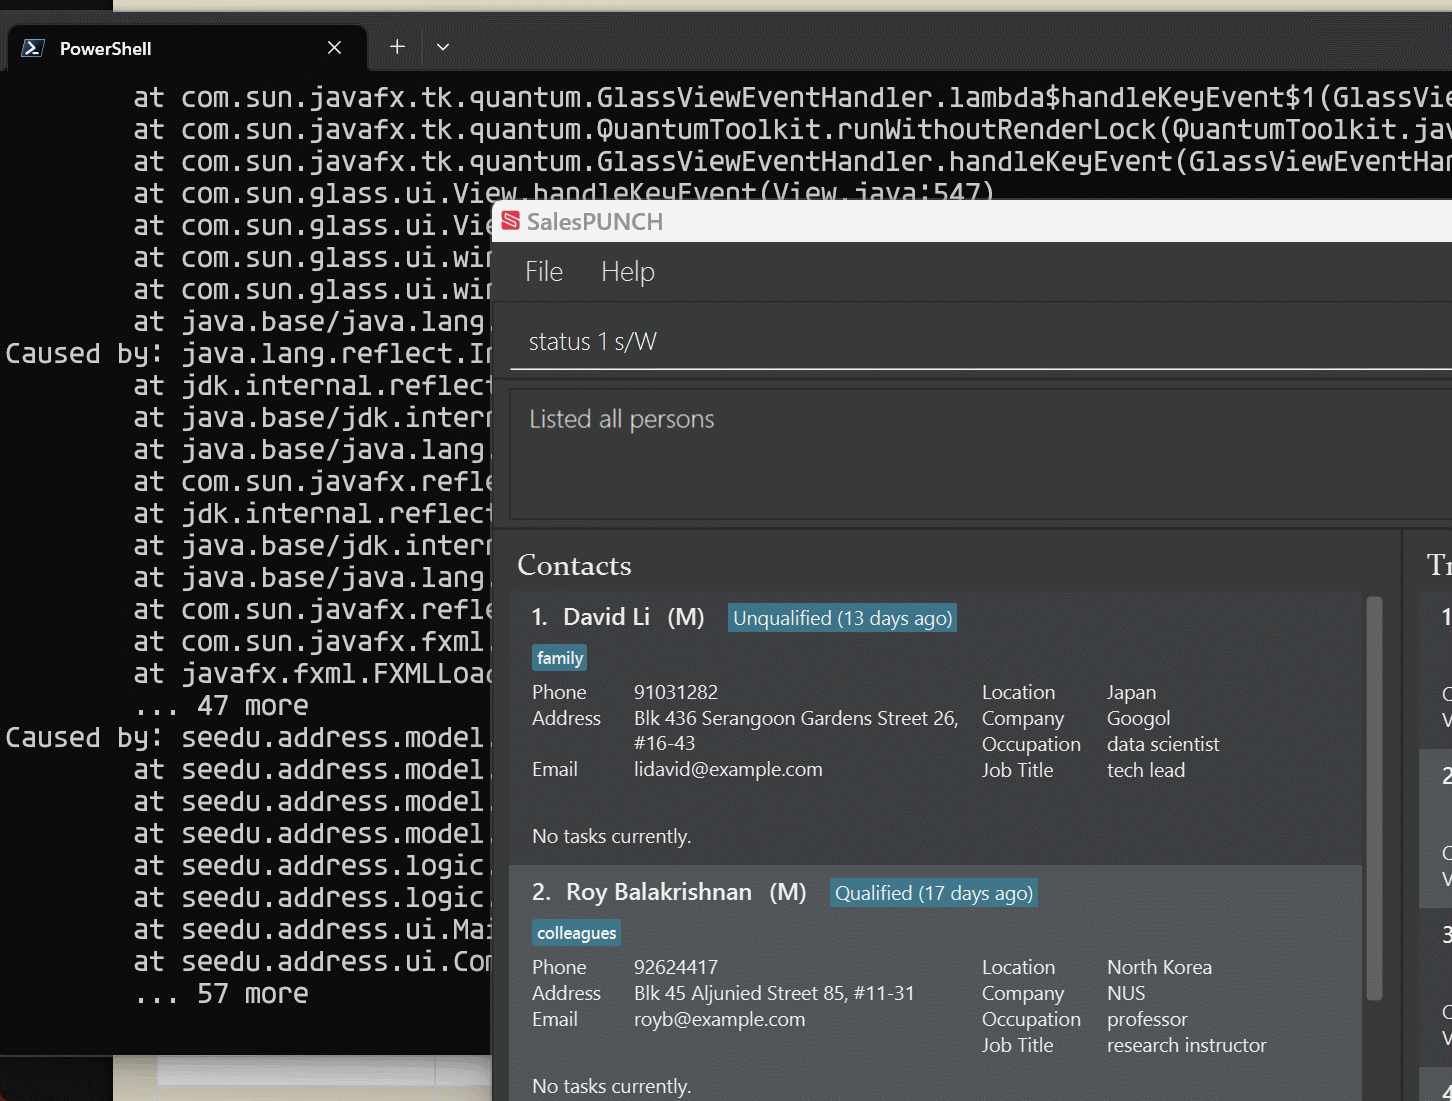 PowerShell
at com.sun.javafx.tk.quantum.GlassViewEventHandler.lambda$handleKeyEvent$1(GlassVie
at com.sun.javafx.tk.quantum.QuantumToolkit.runWithoutRenderLock(QuantumToolkit.jav
at com.sun.javafx.tk.quantum.GlassViewEventHandler.handleKeyEvent(GlassViewEventHan
at com.sun.glass.ui.View.handleKeyEvent(View.java:547)
at com.sun.glass.ui.Vie
at com.sun.glass.ui.win
at com.sun.glass.ui.win
at java.base/java.lang.
Caused by: java.lang.reflect.In
at jdk.internal.reflect
at java.base/jdk.intern
at java.base/java.lang.
at com.sun.javafx.refle
at jdk.internal.reflect
at java.base/jdk.intern
at java.base/java.lang.
at com.sun.javafx.refle
at com.sun.javafx.fxml.
at javafx.fxml.FXMLLoad
... 47 more
Caused by: seedu.address.model.
at seedu.address.model.
at seedu.address.model.
at seedu.address.model.
at seedu.address.logic.
at seedu.address.logic.
at seedu.address.ui.Mai
at seedu.address.ui.Com
... 57 more
SalesPUNCH
File Help
status 1 s/W
Listed all persons
Contacts
1. David Li (M) Unqualified (13 days ago)
family
Phone 91031282 Location Japan
Address Blk 436 Serangoon Gardens Street 26, Company Googol
#16-43 Occupation data scientist
Email lidavid@example.com Job Title tech lead
No tasks currently.
2. Roy Balakrishnan (M) Qualified (17 days ago)
colleagues
Phone 92624417 Location North Korea
Address Blk 45 Aljunied Street 85, #11-31 Company NUS
Email royb@example.com Occupation professor
Job Title research instructor
No tasks currently.
Tr
1
2
3
4